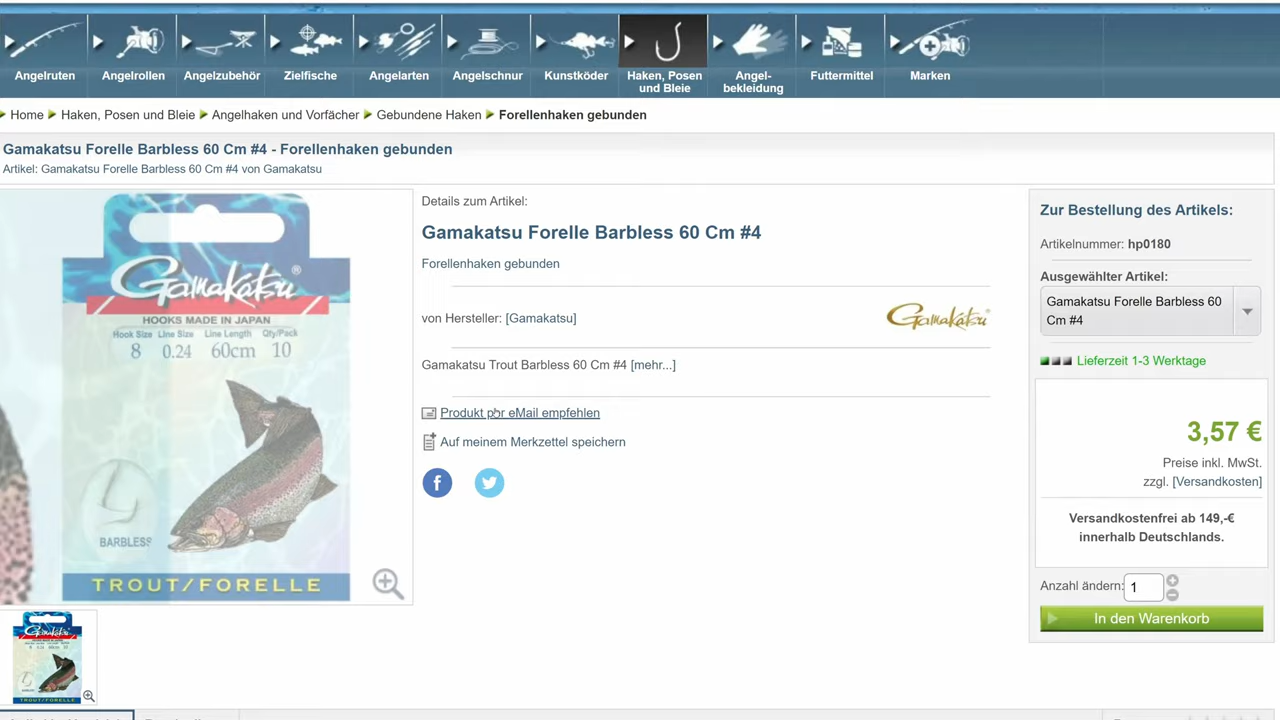 Angelruten
Angelrollen
Angelzubehör
Zielfische
Angelarten
Angelschnur
Kunstköder
Haken, Posen
und Bleie
Angel-
bekleidung
Futtermittel
Marken
Home Haken, Posen und Bleie Angelhaken und Vorfächer Gebundene Haken Forellenhaken gebunden
Gamakatsu Forelle Barbless 60 Cm #4 - Forellenhaken gebunden
Artikel: Gamakatsu Forelle Barbless 60 Cm #4 von Gamakatsu
Gamakatsu®
HOOKS MADE IN JAPAN
Hook Size Line Size Line Length Qty/Pack
8 0.24 60cm 10
BARBLESS
TROUT/FORELLE
Details zum Artikel:
Gamakatsu Forelle Barbless 60 Cm #4
Forellenhaken gebunden
von Hersteller: [Gamakatsu]
Gamakatsu
Gamakatsu Trout Barbless 60 Cm #4 [mehr...]
Produkt per eMail empfehlen
Auf meinem Merkzettel speichern
Zur Bestellung des Artikels:
Artikelnummer: hp0180
Ausgewählter Artikel:
Gamakatsu Forelle Barbless 60
Cm #4
Lieferzeit 1-3 Werktage
3,57 €
Preise inkl. MwSt.
zzgl. [Versandkosten]
Versandkostenfrei ab 149,-€
innerhalb Deutschlands.
Anzahl ändern: 1
In den Warenkorb
Gamakatsu
TROUT/FORELLE